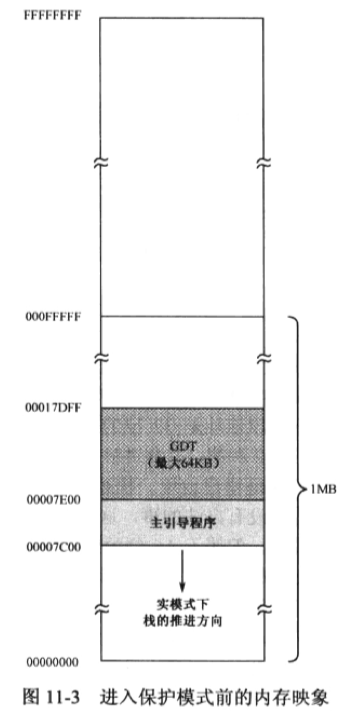 FFFFFFFF
000FFFFF
00017DFF
GDT
（最大64KB）
1MB
00007E00
主引导程序
00007C00
实模式下
栈的推进方向
00000000
图 11-3 进入保护模式前的内存映象